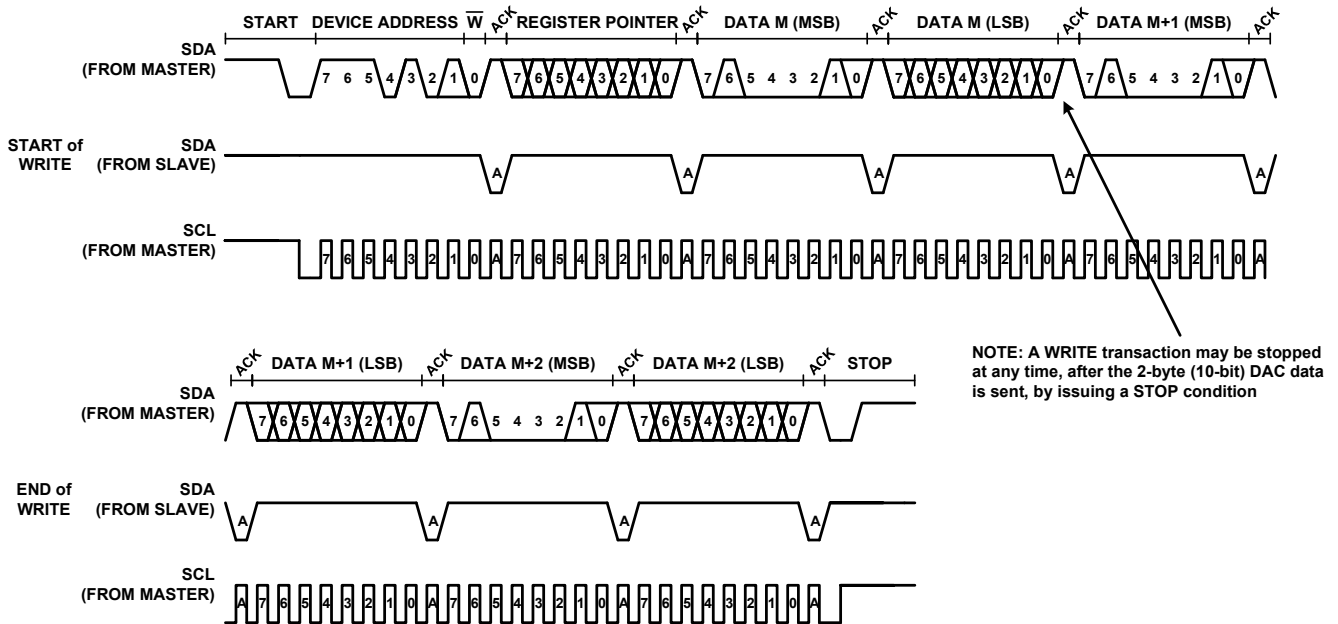 START DEVICE ADDRESS W ACK REGISTER POINTER ACK DATA M (MSB) ACK DATA M (LSB) ACK DATA M+1 (MSB) ACK
SDA
(FROM MASTER)
7 6 5 4 3 2 1 0 7 6 5 4 3 2 1 0 7 6 5 4 3 2 1 0 7 6 5 4 3 2 1 0 7 6 5 4 3 2 1 0
START of
WRITE
SDA
(FROM SLAVE)
A A A A A
SCL
(FROM MASTER)
7 6 5 4 3 2 1 0 A 7 6 5 4 3 2 1 0 A 7 6 5 4 3 2 1 0 A 7 6 5 4 3 2 1 0 A 7 6 5 4 3 2 1 0 A
NOTE: A WRITE transaction may be stopped
at any time, after the 2-byte (10-bit) DAC data
is sent, by issuing a STOP condition
ACK DATA M+1 (LSB) ACK DATA M+2 (MSB) ACK DATA M+2 (LSB) ACK STOP
SDA
(FROM MASTER)
7 6 5 4 3 2 1 0 7 6 5 4 3 2 1 0 7 6 5 4 3 2 1 0
END of
WRITE
SDA
(FROM SLAVE)
A A A A
SCL
(FROM MASTER)
A 7 6 5 4 3 2 1 0 A 7 6 5 4 3 2 1 0 A 7 6 5 4 3 2 1 0 A